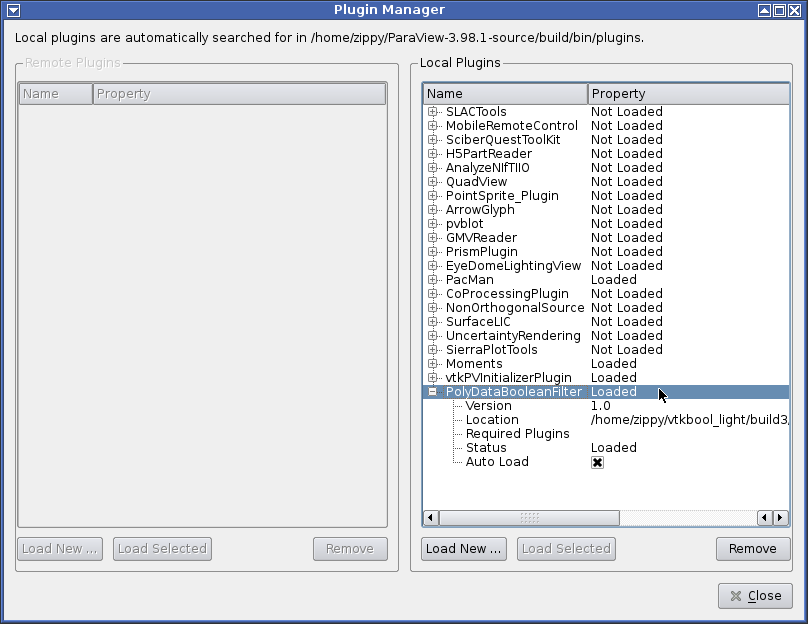 Plugin Manager
Local plugins are automatically searched for in /home/zippy/ParaView-3.98.1-source/build/bin/plugins.
Remote Plugins
Local Plugins
Name Property
Name Property
SLACTools Not Loaded
MobileRemoteControl Not Loaded
SciberQuestToolKit Not Loaded
H5PartReader Not Loaded
AnalyzeNIfTIIO Not Loaded
QuadView Not Loaded
PointSprite_Plugin Not Loaded
ArrowGlyph Not Loaded
pvblot Not Loaded
GMVReader Not Loaded
PrismPlugin Not Loaded
EyeDomeLightingView Not Loaded
PacMan Loaded
CoProcessingPlugin Not Loaded
NonOrthogonalSource Not Loaded
SurfaceLIC Not Loaded
UncertaintyRendering Not Loaded
SierraPlotTools Not Loaded
Moments Loaded
vtkPVInitializerPlugin Loaded
PolyDataBooleanFilter Loaded
Version 1.0
Location /home/zippy/vtkbool_light/build3/
Required Plugins
Status Loaded
Auto Load
Load New ... Load Selected Remove
Load New ... Load Selected Remove
Close